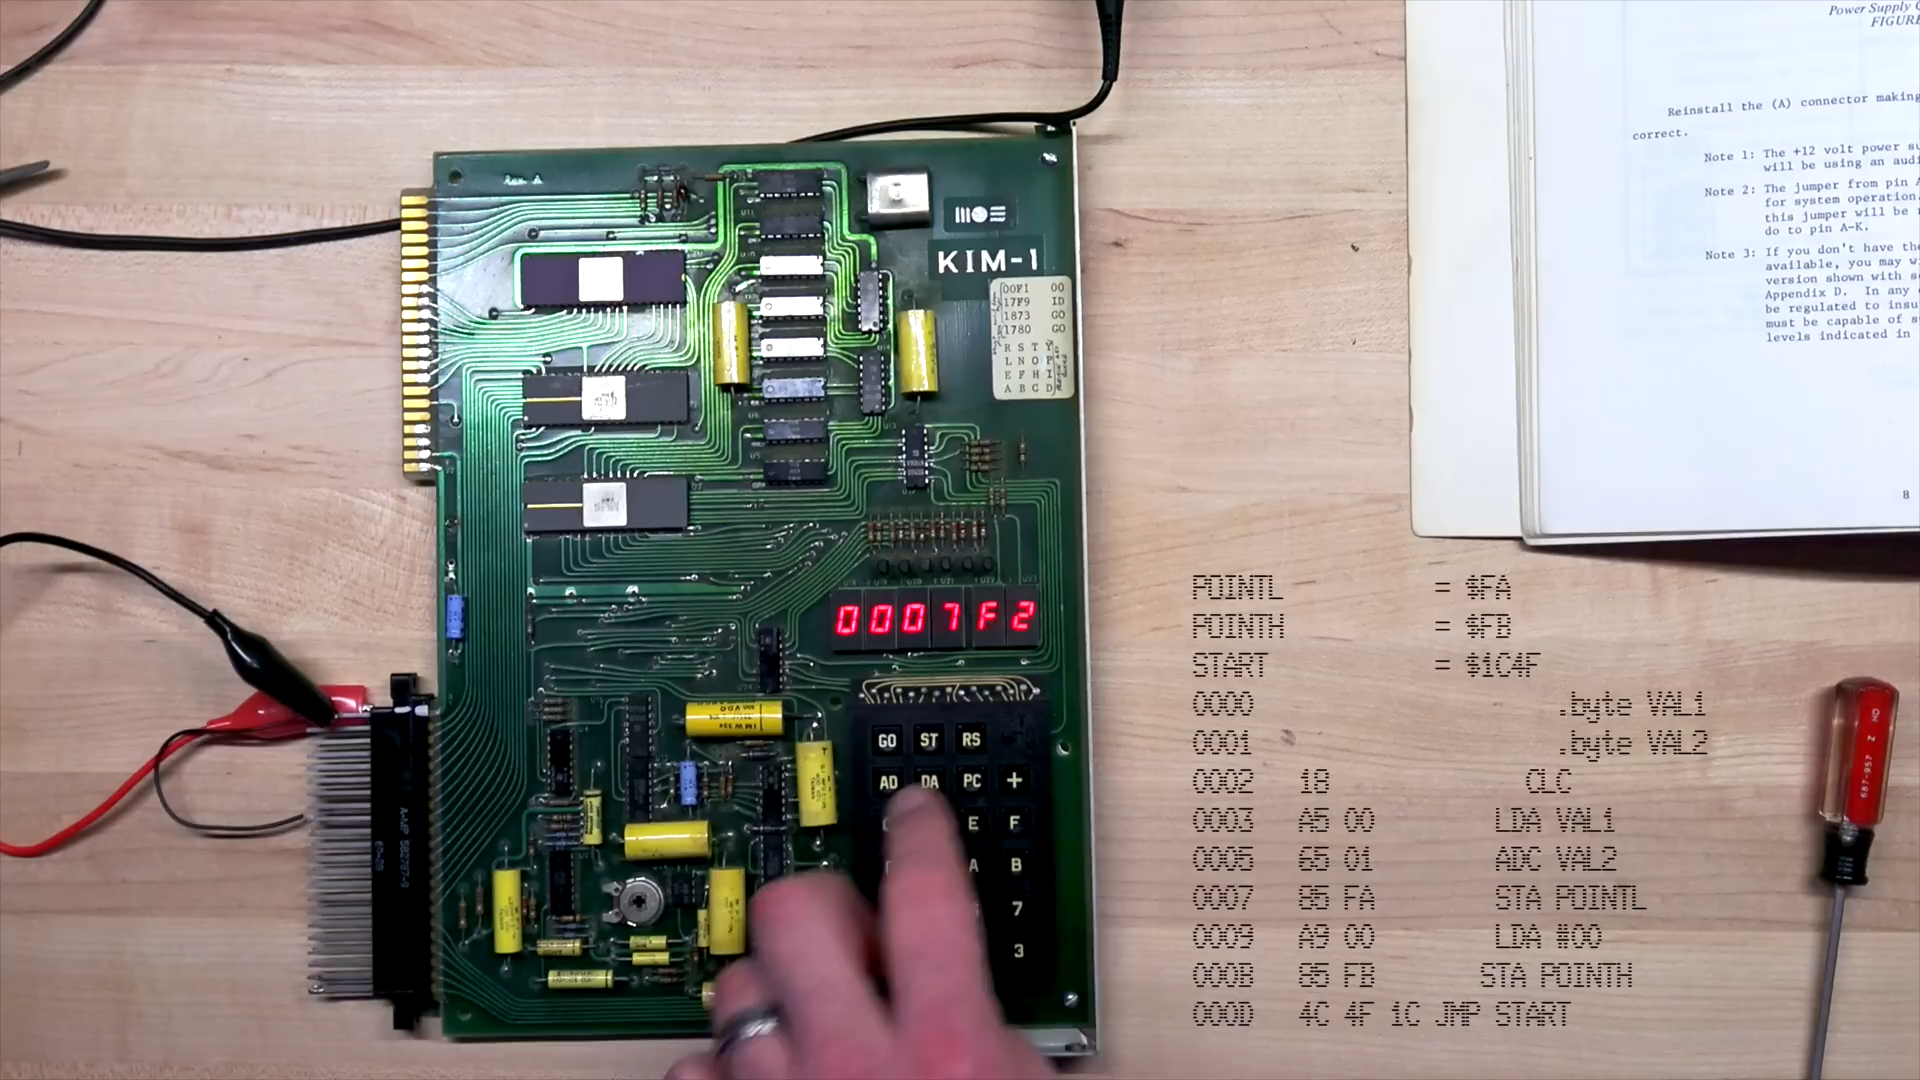 Power Supply
FIGURE
Reinstall the (A) connector making
correct.
Note 1: The +12 volt power
will be using an
Note 2: The jumper from pin
for system operation.
this jumper will be
do to pin A-K.
Note 3: If you don't have the
available, you may
version shown with
Appendix D. In any
be regulated to
must be capable of
levels indicated in
8
Rev A
KIM-1
00F1 00
17F9 ID
1873 GO
1780 GO
R S T Y
L N O P
E F H I
A B C D
0007F2
GO ST RS
AD DA PC +
E F
A B
7
3
AMP 582727-9
POINTL = $FA
POINTH = $FB
START = $1C4F
0000 .byte VAL1
0001 .byte VAL2
0002 18 CLC
0003 A5 00 LDA VAL1
0005 65 01 ADC VAL2
0007 85 FA STA POINTL
0009 A9 00 LDA #00
000B 85 FB STA POINTH
000D 4C 4F 1C JMP START